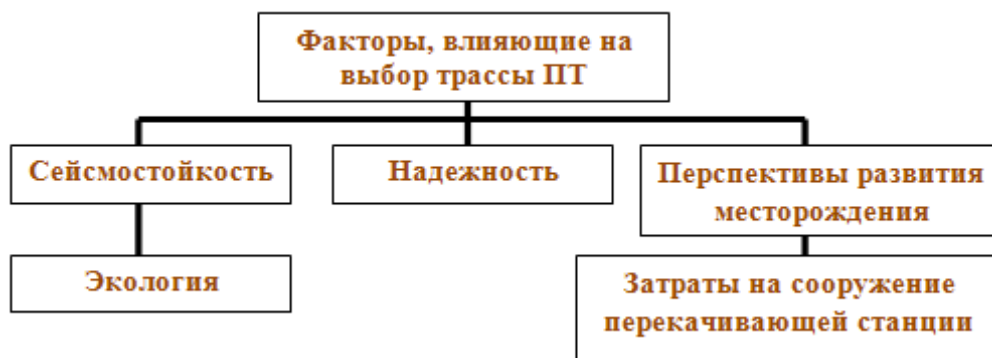 Факторы, влияющие на
выбор трассы ПТ
Сейсмостойкость
Надежность
Перспективы развития
месторождения
Экология
Затраты на сооружение
перекачивающей станции